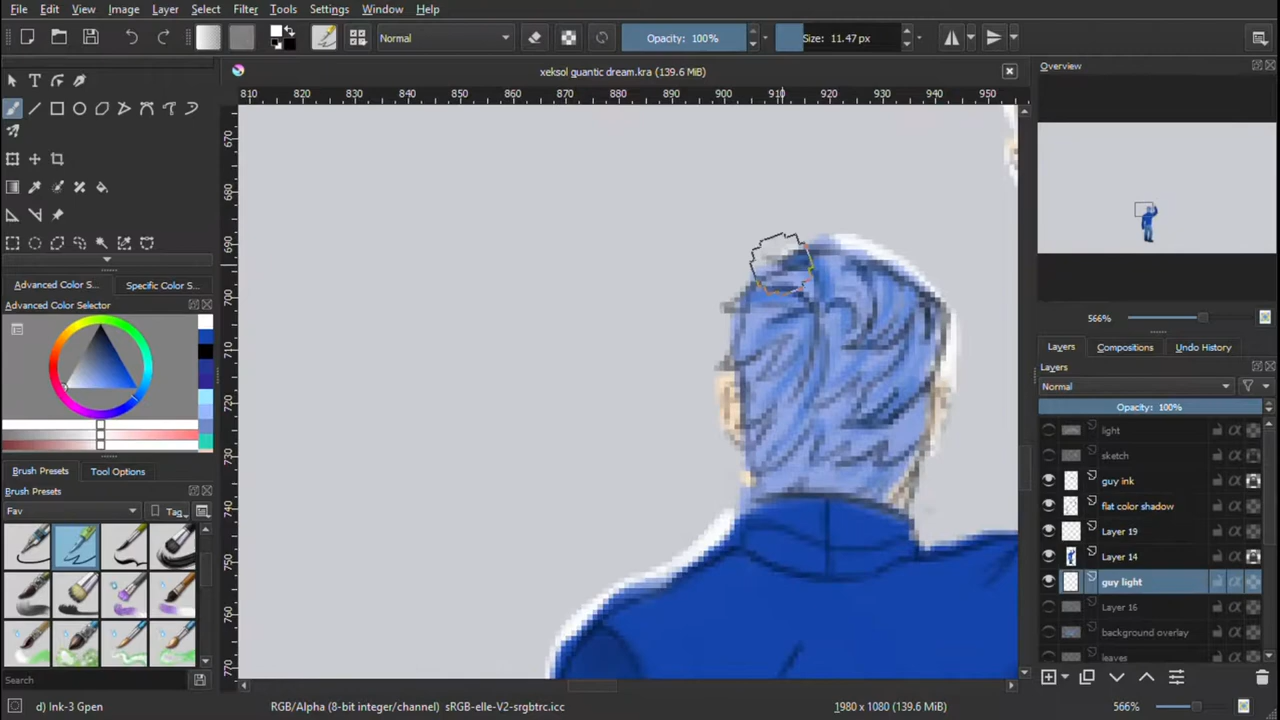 File Edit View Image Layer Select Filter Tools Settings Window Help
Normal Opacity: 100% Size: 11.47 px
xeksol guantic dream.kra (139.6 MiB)
810 820 830 840 850 860 870 880 890 900 910 920 930 940 950
670
680
690
700
710
720
730
740
750
760
770
Advanced Color S... Specific Color S...
Advanced Color Selector
Brush Presets Tool Options
Brush Presets
Fav Tag
Search
Overview
566%
Layers Compositions Undo History
Layers
Normal
Opacity: 100%
light
sketch
guy ink
flat color shadow
Layer 19
Layer 14
guy light
Layer 16
background overlay
leaves
d) Ink-3 Gpen RGB/Alpha (8-bit integer/channel) sRGB-elle-V2-srgbtrc.icc 1980 x 1080 (139.6 MiB) 566%